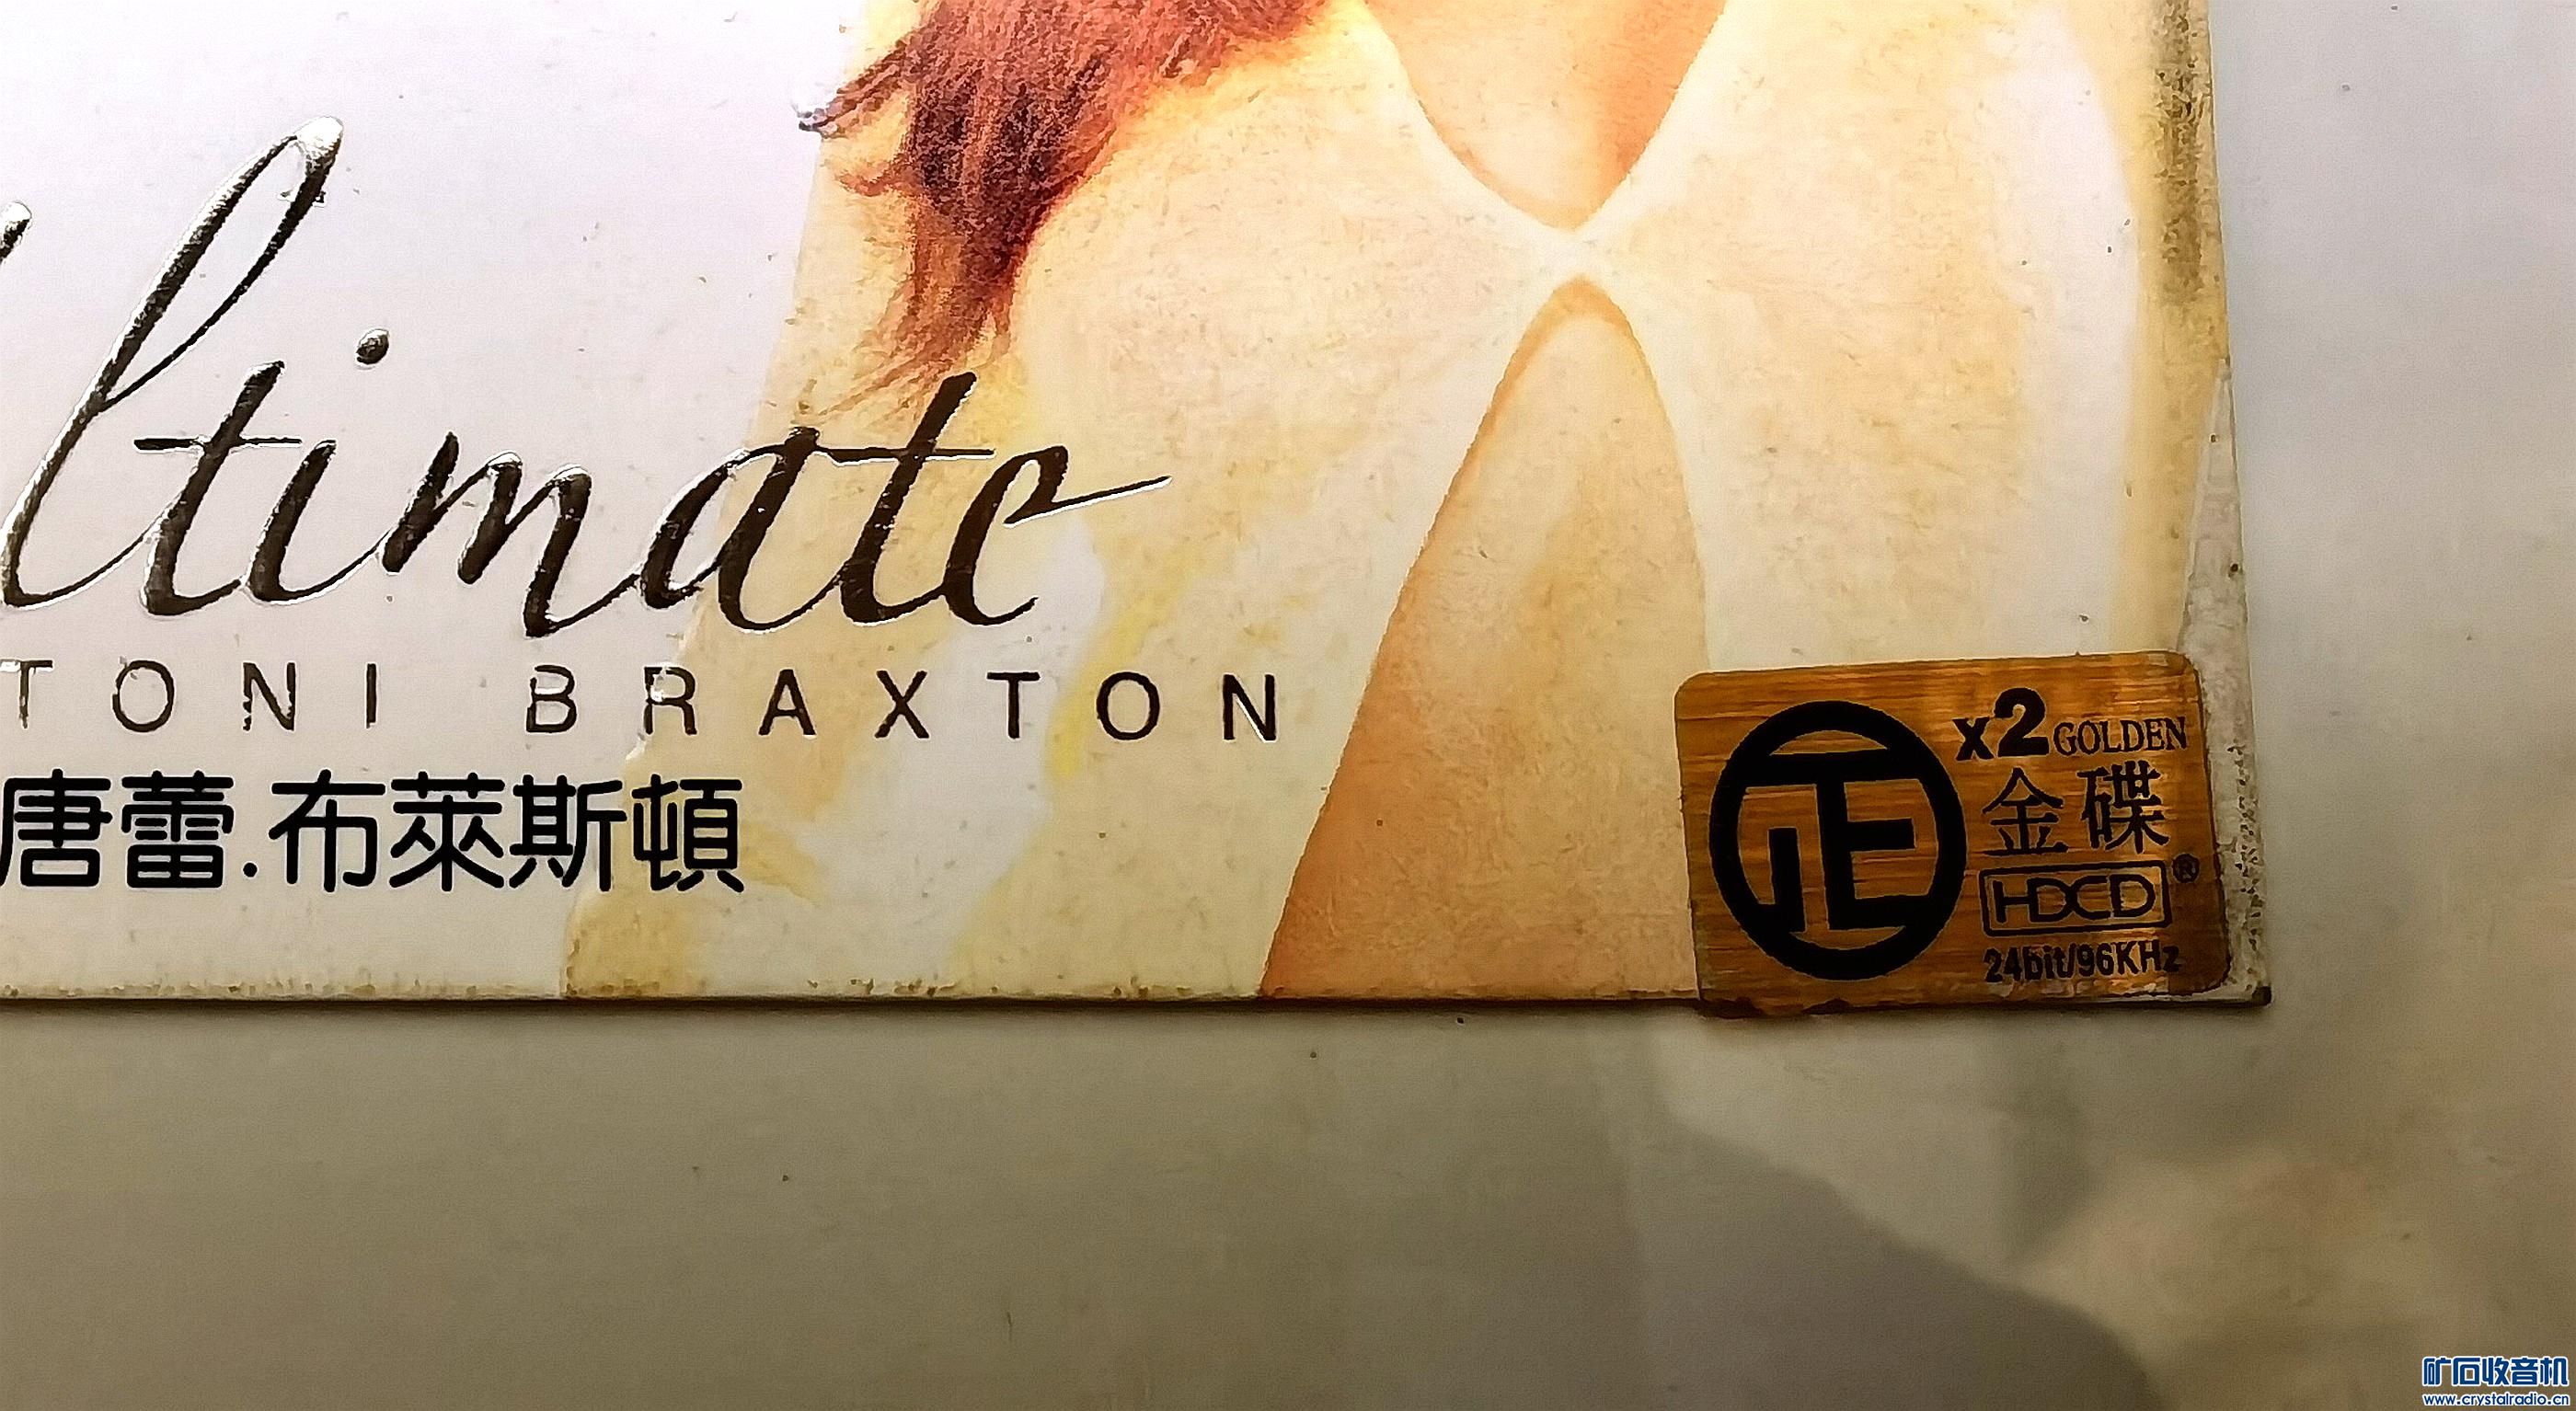 ltimate
TONI BRAXTON
唐蕾.布萊斯頓
正
x2 GOLDEN
金碟
HDCD®
24bit/96KHz
矿石收音机
www.crystalradio.cn